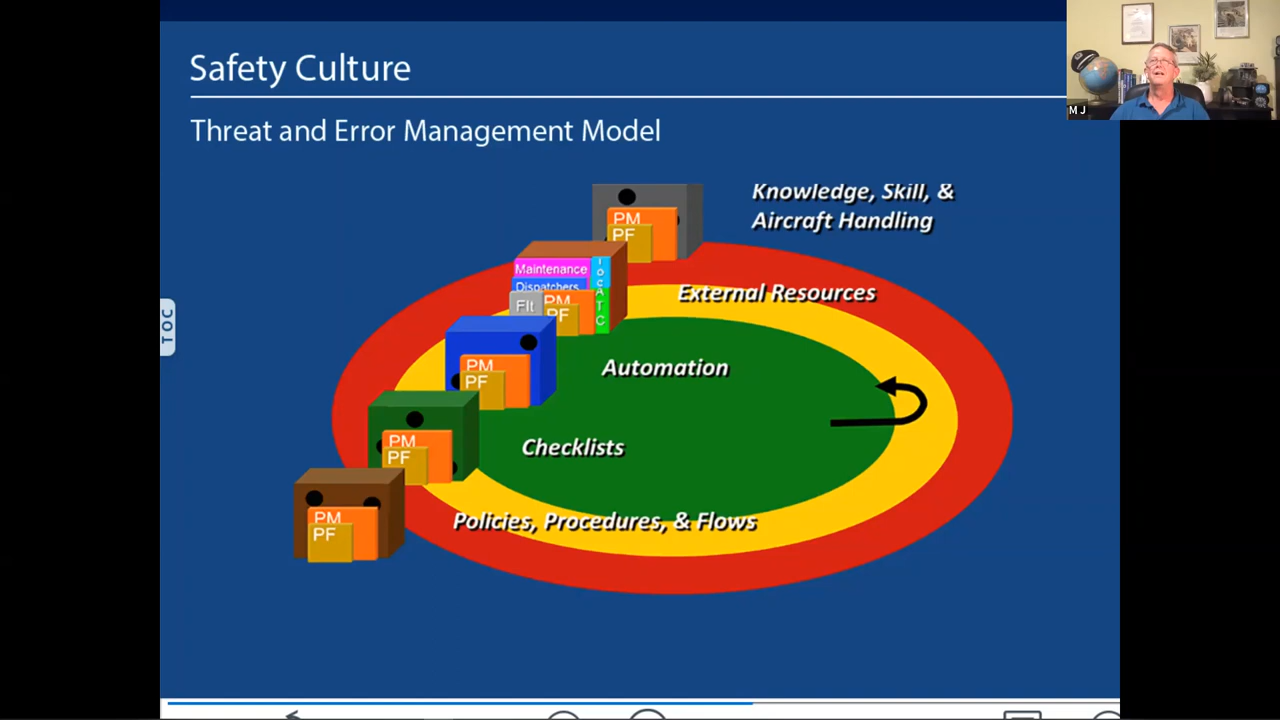 Safety Culture
M J
Threat and Error Management Model
Knowledge, Skill, &
Aircraft Handling
PM
PF
Maintenance
Dispatchers
Flt
PM
PF
I
o
c
ATC
External Resources
PM
PF
Automation
PM
PF
Checklists
PM
PF
Policies, Procedures, & Flows
TOC